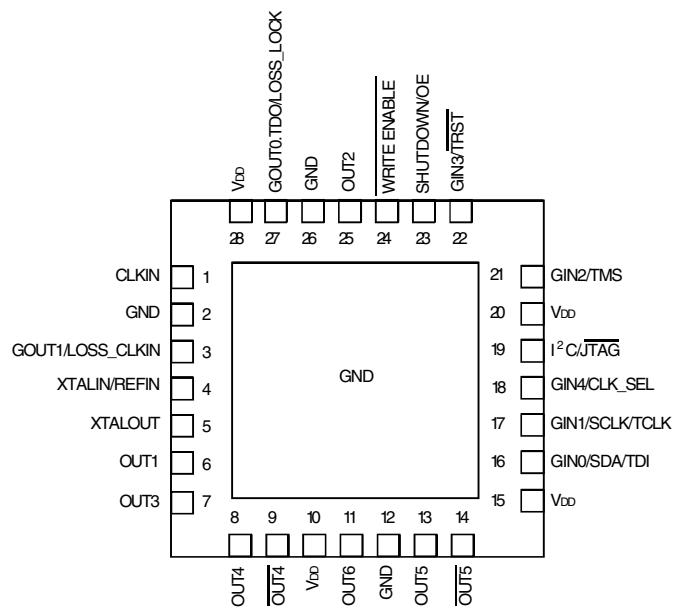 VDD
GOUT0.TDO/LOSS_LOCK
GND
OUT2
WRITE ENABLE
SHUTDOWN/OE
GIN3/TRST
28
27
26
25
24
23
22
CLKIN
1
GND
2
GOUT1/LOSS_CLKIN
3
XTALIN/REFIN
4
XTALOUT
5
OUT1
6
OUT3
7
GND
21
GIN2/TMS
20
VDD
19
I²C/JTAG
18
GIN4/CLK_SEL
17
GIN1/SCLK/TCLK
16
GIN0/SDA/TDI
15
VDD
8
9
10
11
12
13
14
OUT4
OUT4
VDD
OUT6
GND
OUT5
OUT5